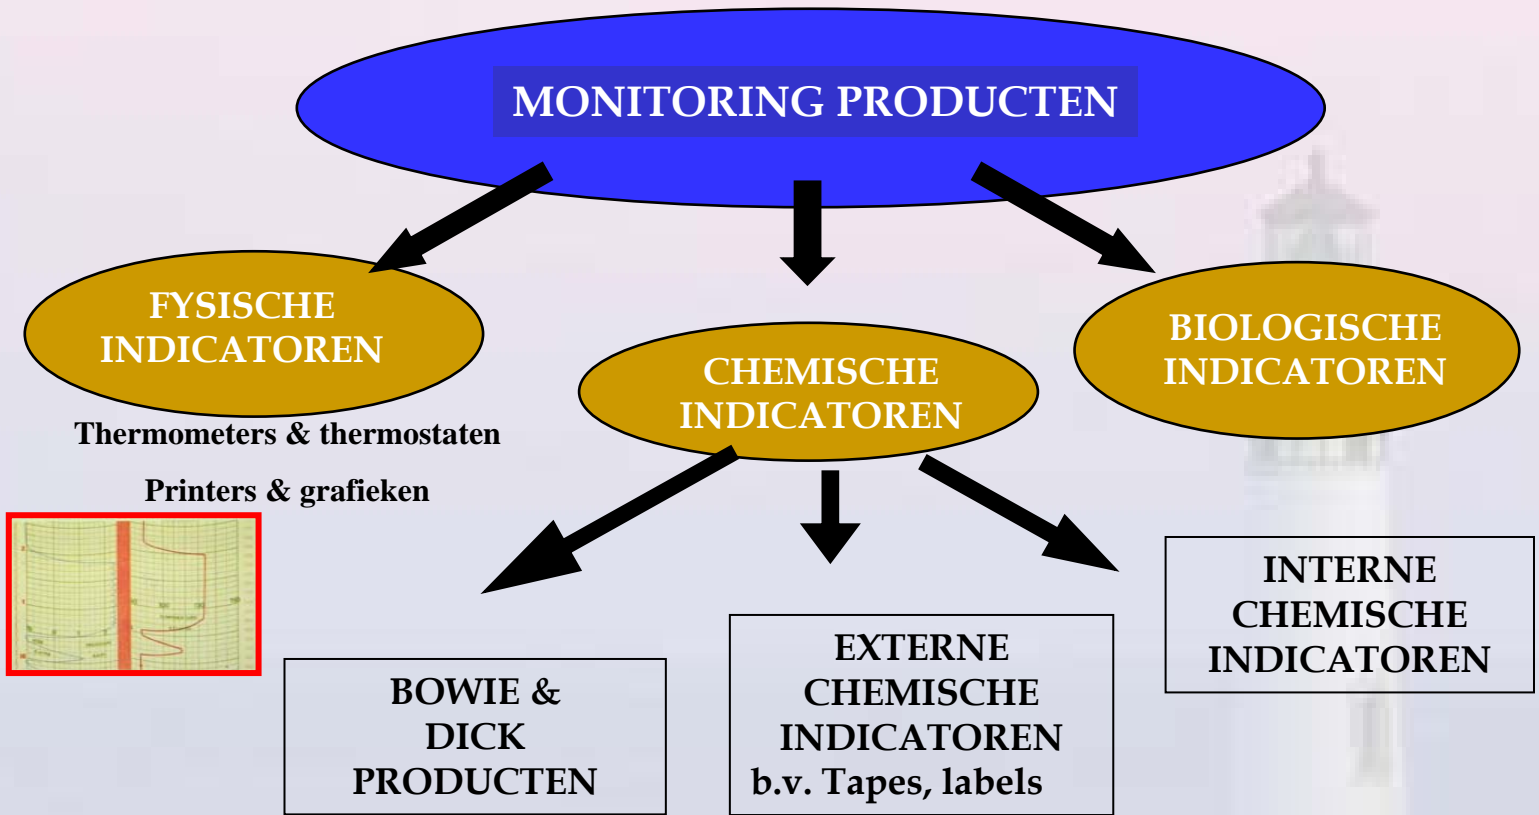 MONITORING PRODUCTEN
FYSISCHE
INDICATOREN
Thermometers & thermostaten
Printers & grafieken
CHEMISCHE
INDICATOREN
BIOLOGISCHE
INDICATOREN
BOWIE &
DICK
PRODUCTEN
EXTERNE
CHEMISCHE
INDICATOREN
b.v. Tapes, labels
INTERNE
CHEMISCHE
INDICATOREN